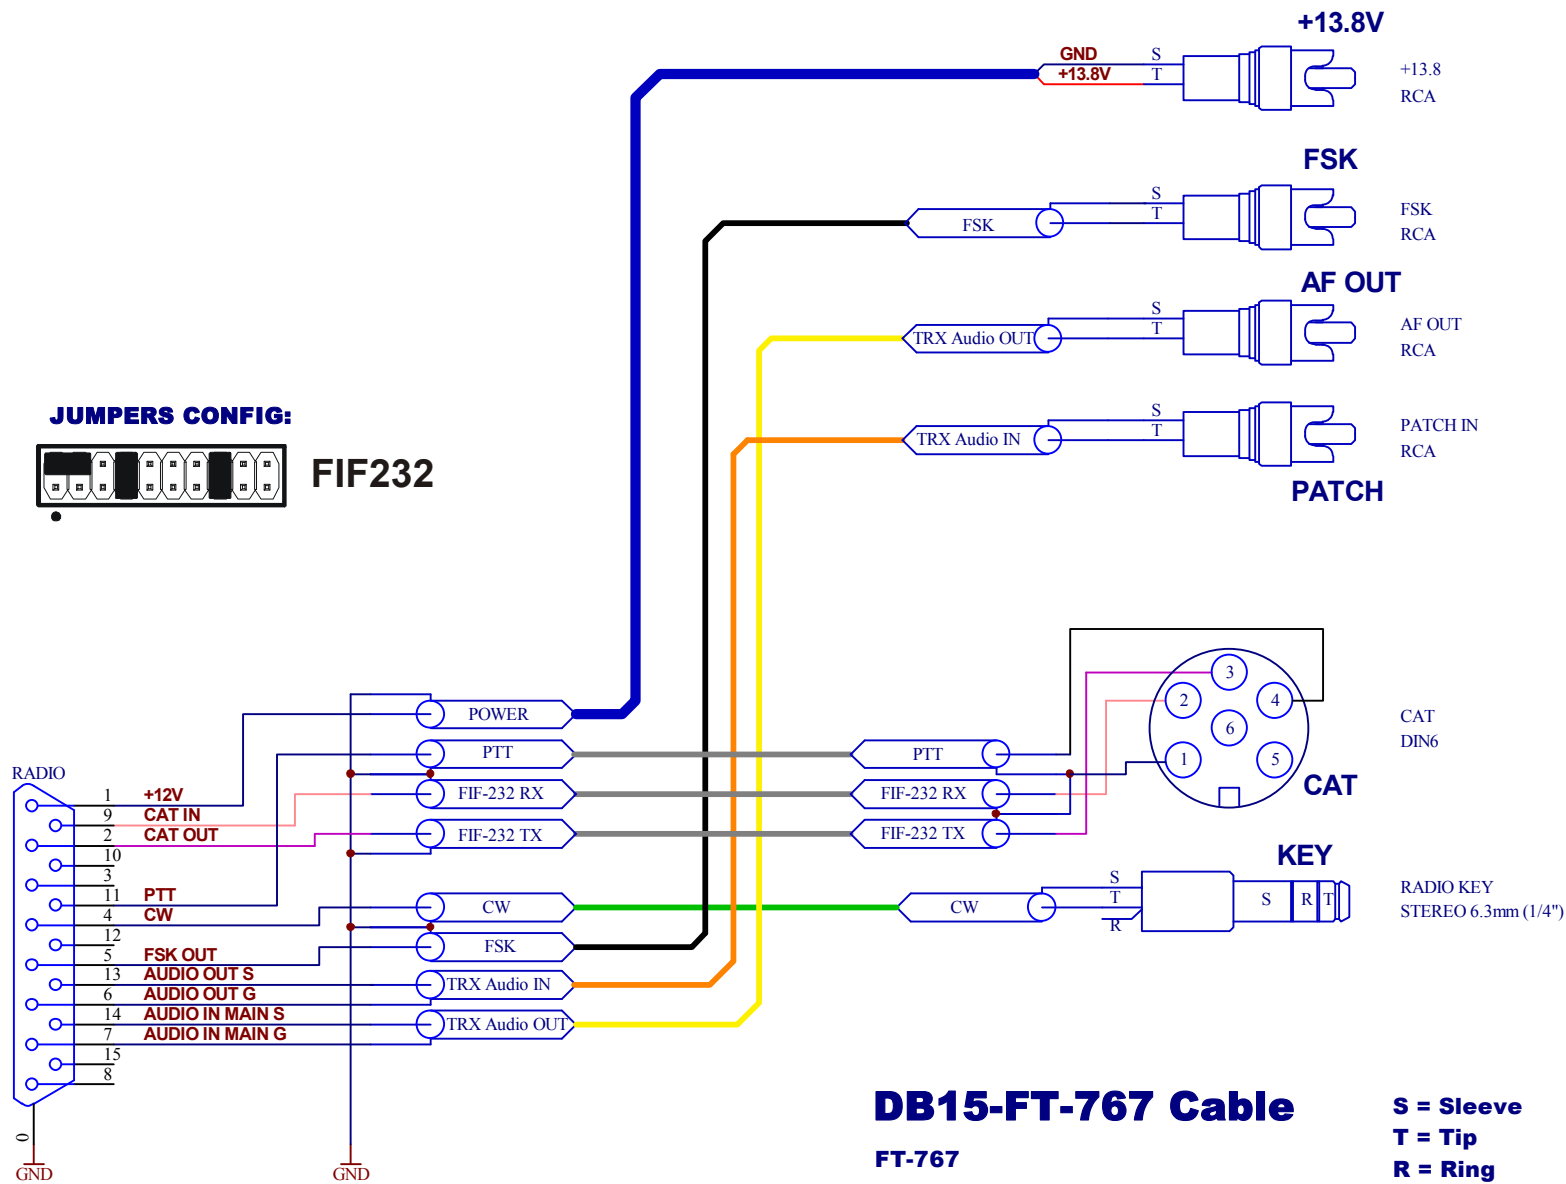 +13.8V
GND
S
+13.8V
T
+13.8
RCA
FSK
S
T
FSK
FSK
RCA
AF OUT
S
T
TRX Audio OUT
AF OUT
RCA
S
T
TRX Audio IN
PATCH IN
RCA
PATCH
JUMPERS CONFIG:
FIF232
POWER
PTT
PTT
FIF-232 RX
FIF-232 RX
FIF-232 TX
FIF-232 TX
3
2
4
6
1
5
CAT
DIN6
CAT
RADIO
1
+12V
9
CAT IN
2
CAT OUT
10
3
11
PTT
4
CW
12
5
FSK OUT
13
AUDIO OUT S
6
AUDIO OUT G
14
AUDIO IN MAIN S
7
AUDIO IN MAIN G
15
8
0
GND
GND
CW
FSK
TRX Audio IN
TRX Audio OUT
CW
KEY
S
T
R
S
R
T
RADIO KEY
STEREO 6.3mm (1/4")
DB15-FT-767 Cable
FT-767
S = Sleeve
T = Tip
R = Ring